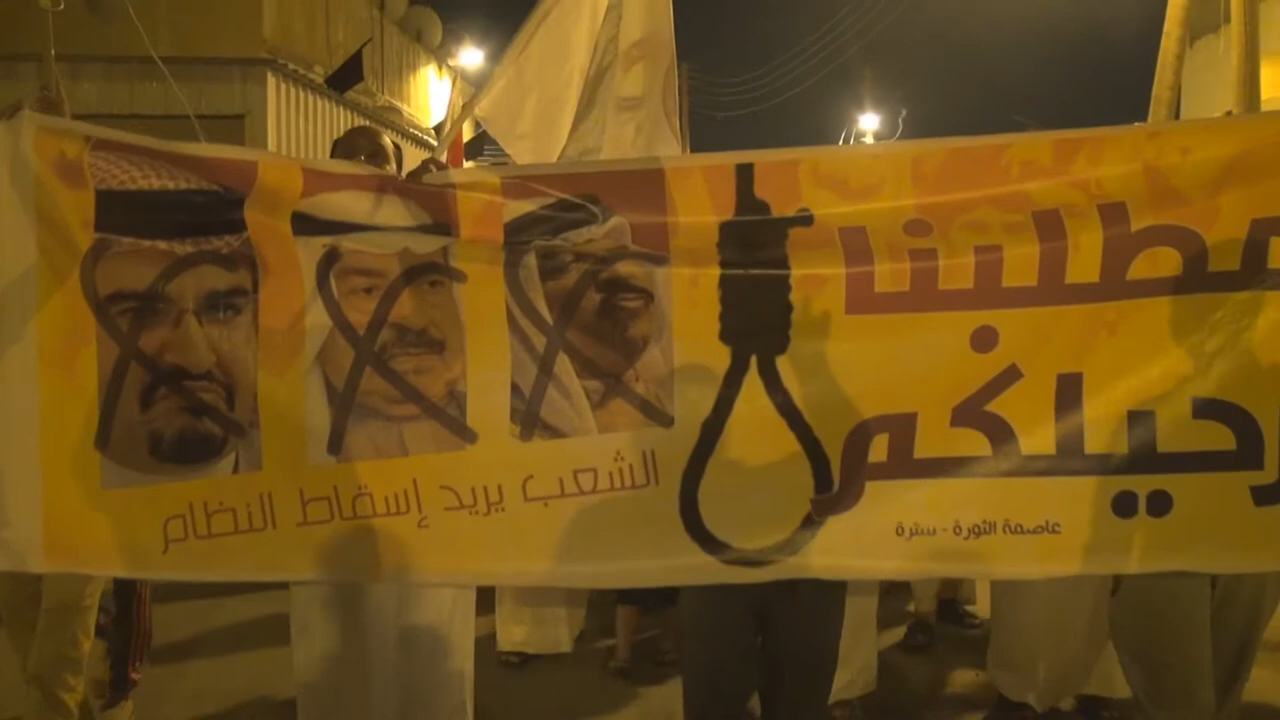 مطلبنا
رحيلكم
الشعب يريد إسقاط النظام
عاصمة الثورة - سترة